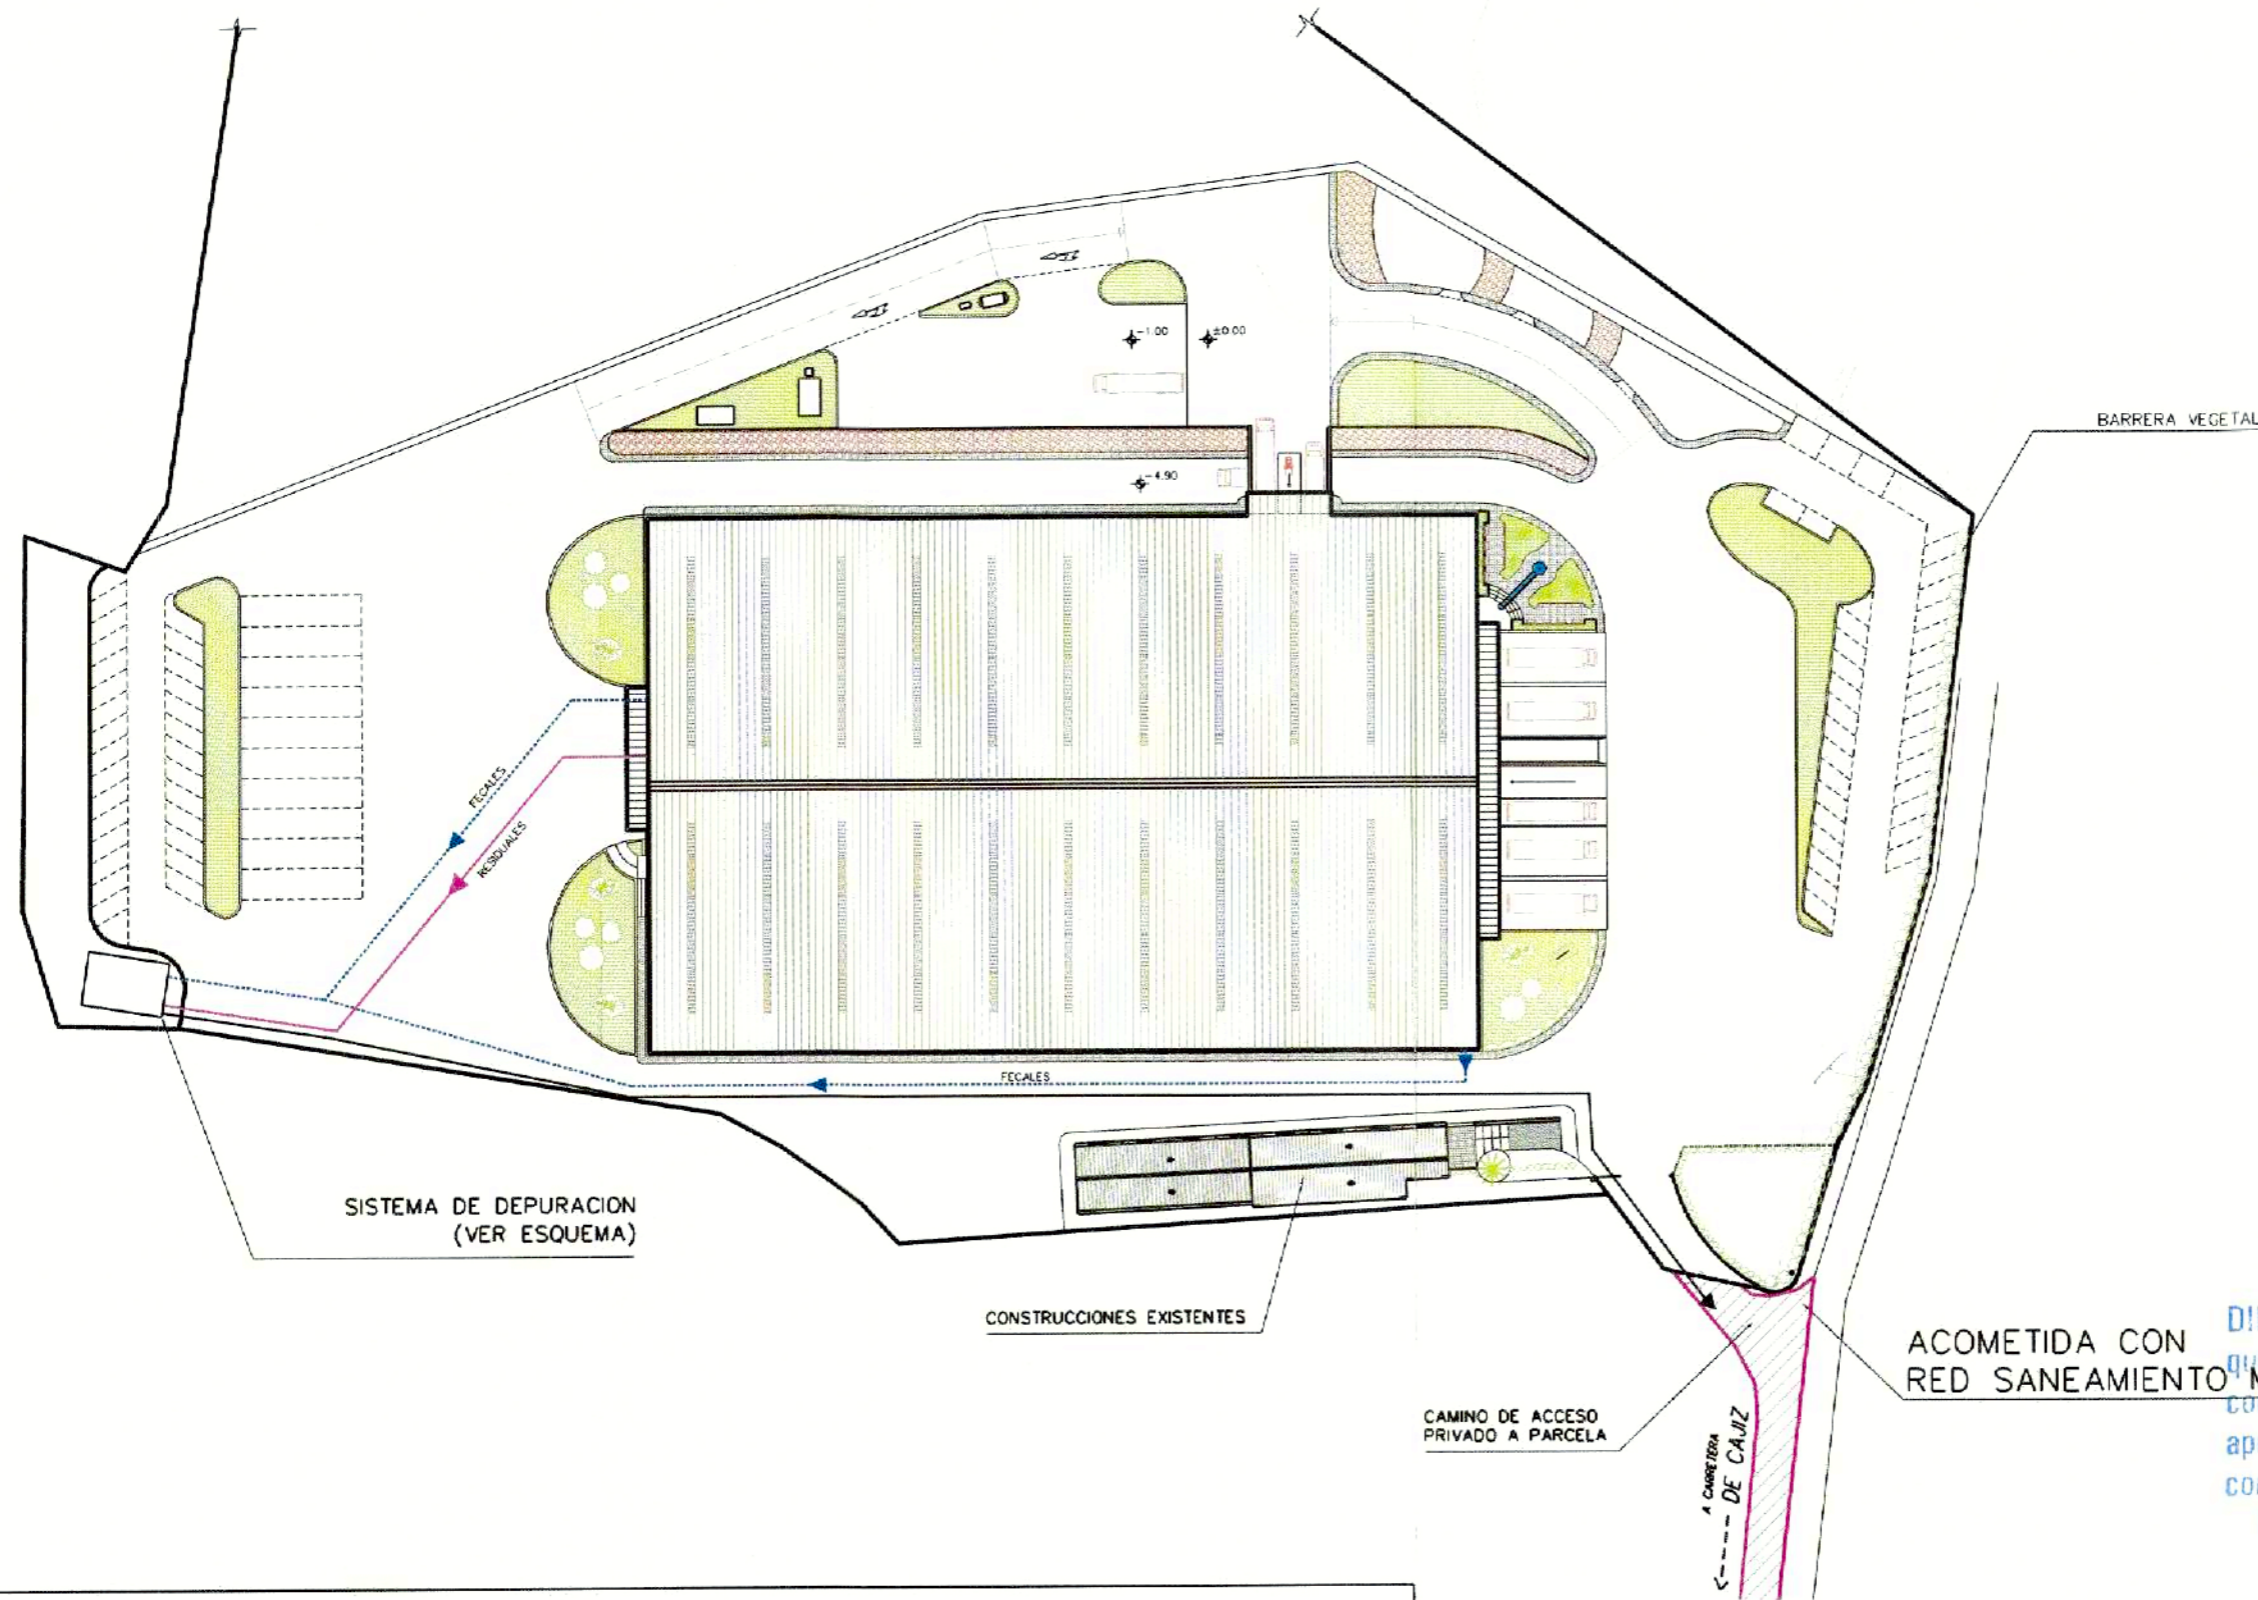 -1.00
±0.00
BARRERA VEGETAL
-4.90
FECALES
RESIDUALES
FECALES
SISTEMA DE DEPURACION
(VER ESQUEMA)
CONSTRUCCIONES EXISTENTES
ACOMETIDA CON
RED SANEAMIENTO
CAMINO DE ACCESO
PRIVADO A PARCELA
A CARRETERA
DE CAJIZ